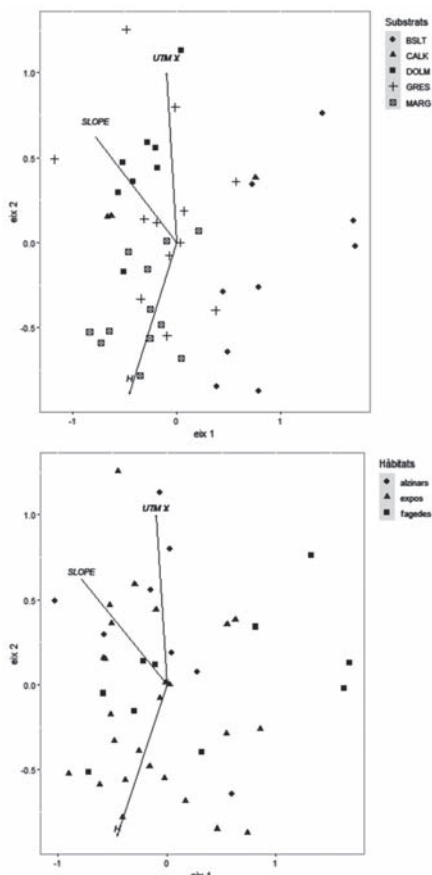 Substrats
BSLT
CALK
DOLM
GRES
MARG
UTM X
SLOPE
H
1.0
0.5
0.0
-0.5
eix 2
-1
0
1
eix 1
Hàbitats
alzinars
expos
fagedes
UTM X
SLOPE
H
1.0
0.5
0.0
-0.5
eix 2
-1
0
1